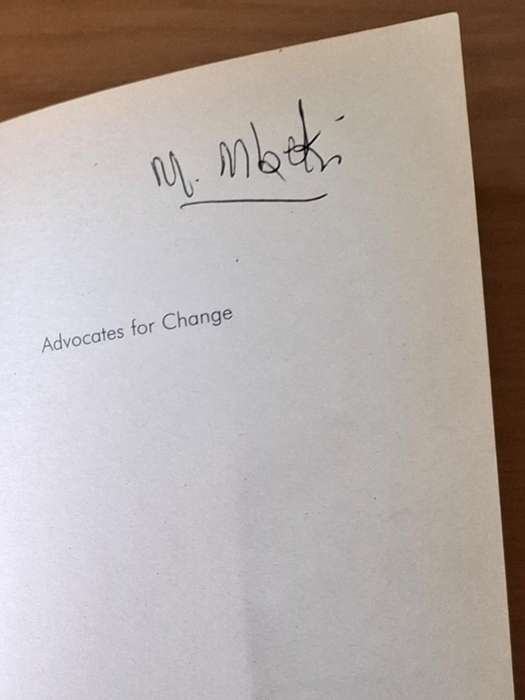 M. Mbeki
Advocates for Change